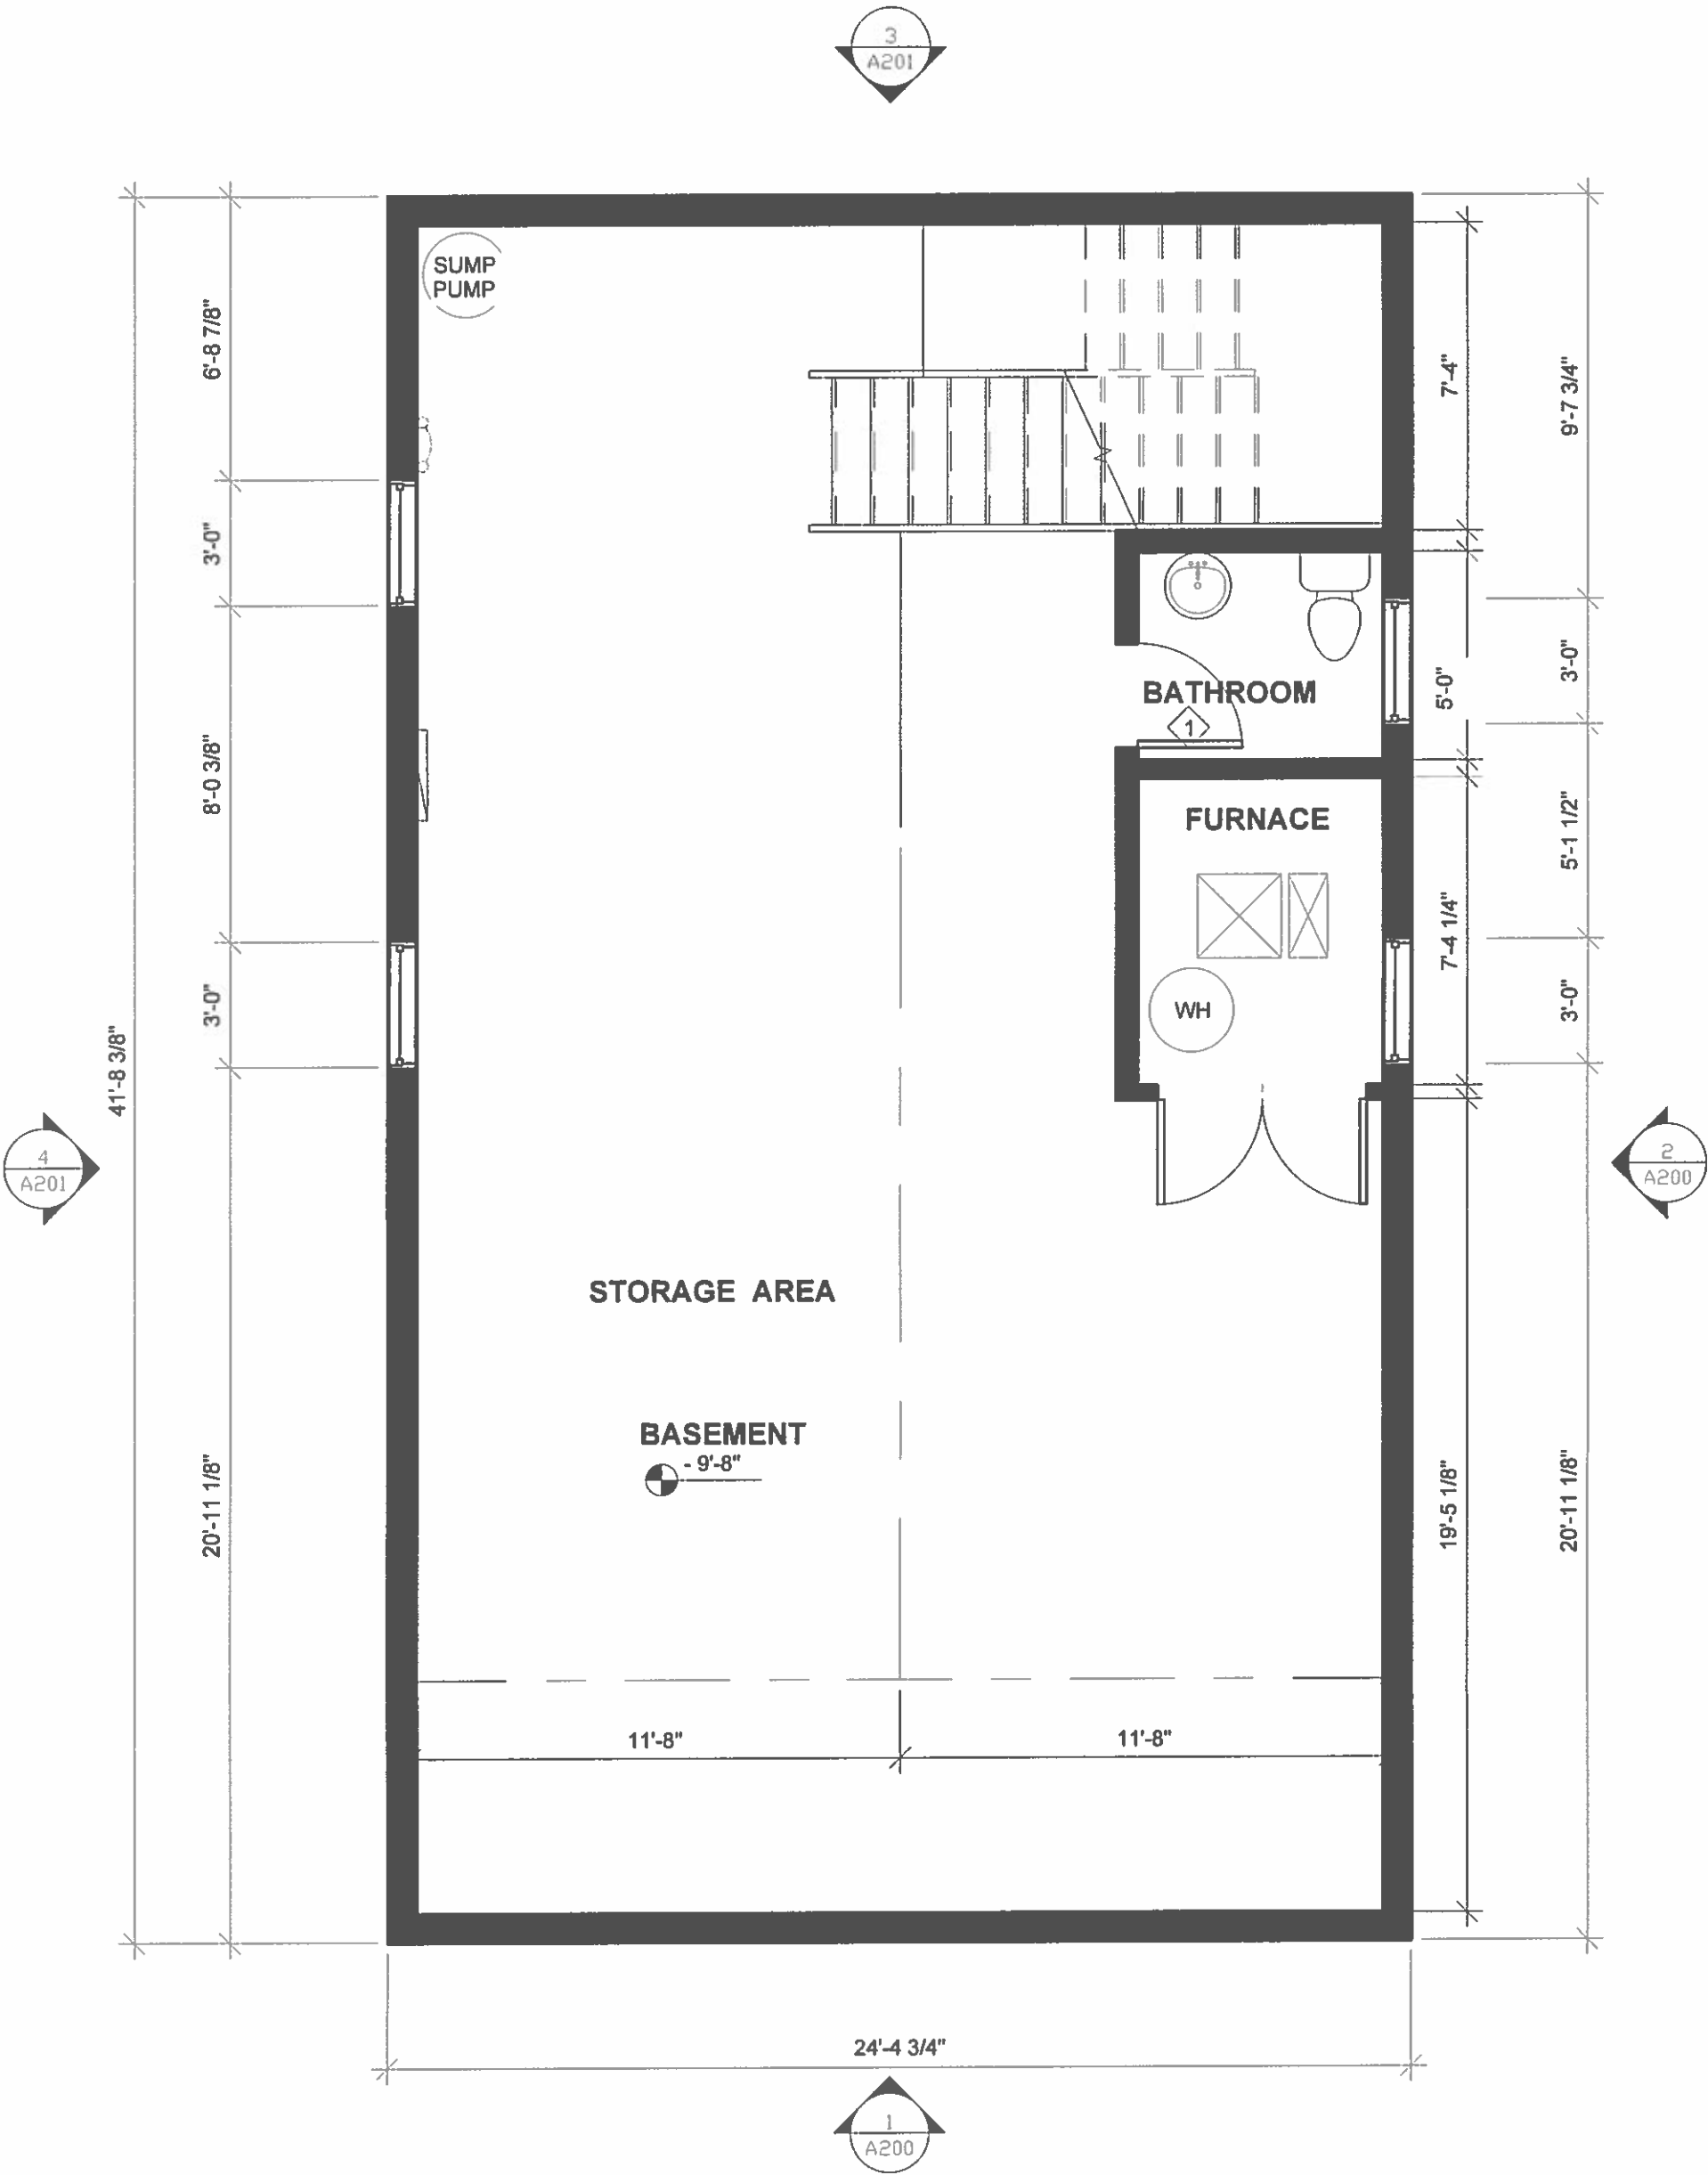 3
A201
SUMP
PUMP
6'-8 7/8"
7'-4"
9'-7 3/4"
3'-0"
3'-0"
BATHROOM
1
5'-0"
8'-0 3/8"
FURNACE
5'-1 1/2"
7'-4 1/4"
3'-0"
3'-0"
WH
41'-8 3/8"
4
A201
2
A200
STORAGE AREA
BASEMENT
- 9'-8"
20'-11 1/8"
19'-5 1/8"
20'-11 1/8"
11'-8"
11'-8"
24'-4 3/4"
1
A200